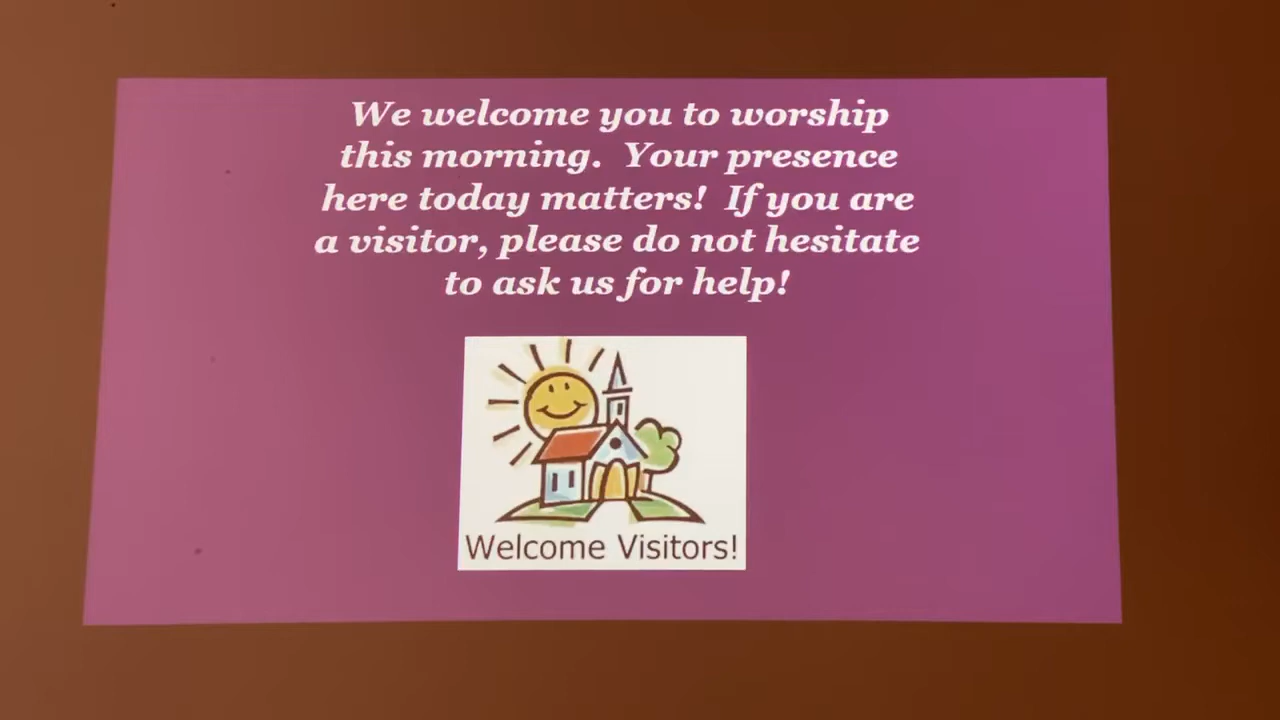 We welcome you to worship
this morning.  Your presence
here today matters!  If you are
a visitor, please do not hesitate
to ask us for help!
Welcome Visitors!